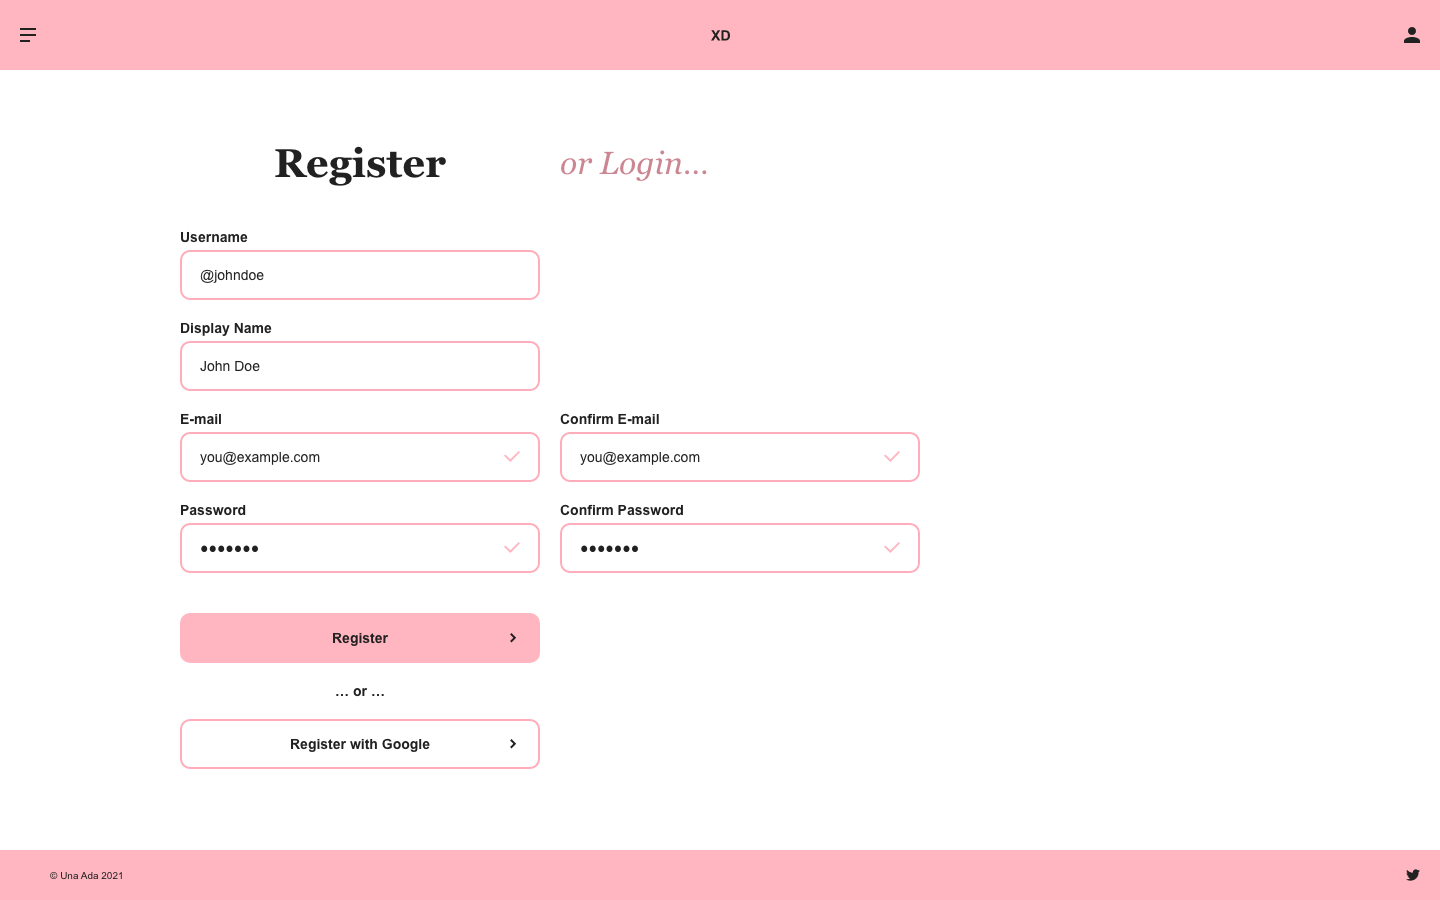 XD
Register
or Login...
Username
@johndoe
Display Name
John Doe
E-mail
you@example.com
Confirm E-mail
you@example.com
Password
•••••••
Confirm Password
•••••••
Register
... or ...
Register with Google
© Una Ada 2021